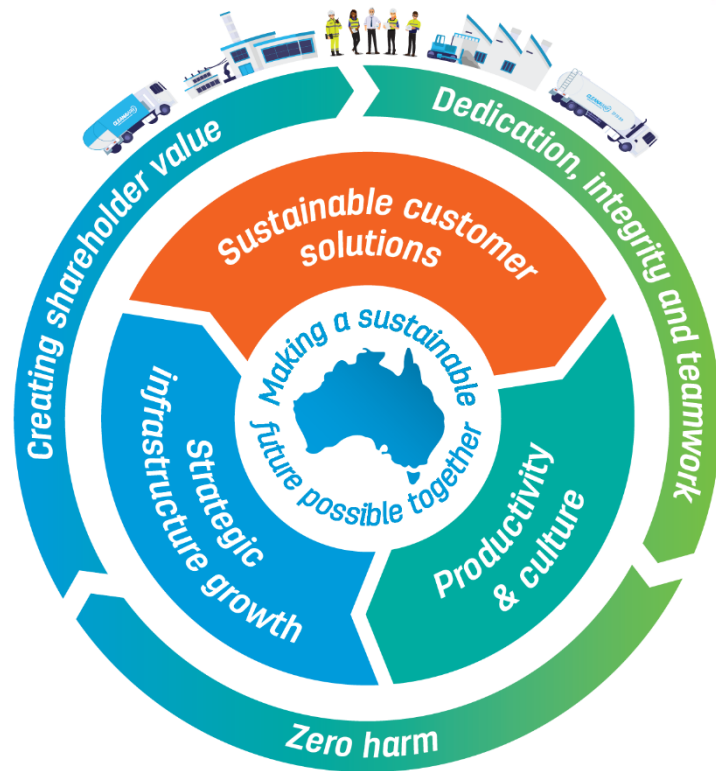 Creating shareholder value
Dedication, integrity and teamwork
Sustainable customer
solutions
Making a sustainable
future possible together
Strategic
infrastructure growth
Productivity
& culture
Zero harm